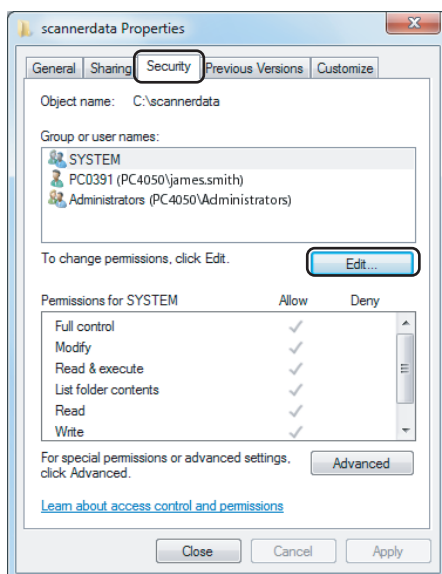 scannerdata Properties
General Sharing Security Previous Versions Customize
Object name: C:\scannerdata
Group or user names:
SYSTEM
PC0391 (PC4050\james.smith)
Administrators (PC4050\Administrators)
To change permissions, click Edit.
Edit...
Permissions for SYSTEM Allow Deny
Full control
Modify
Read & execute
List folder contents
Read
Write
For special permissions or advanced settings,
click Advanced.
Advanced
Learn about access control and permissions
Close Cancel Apply